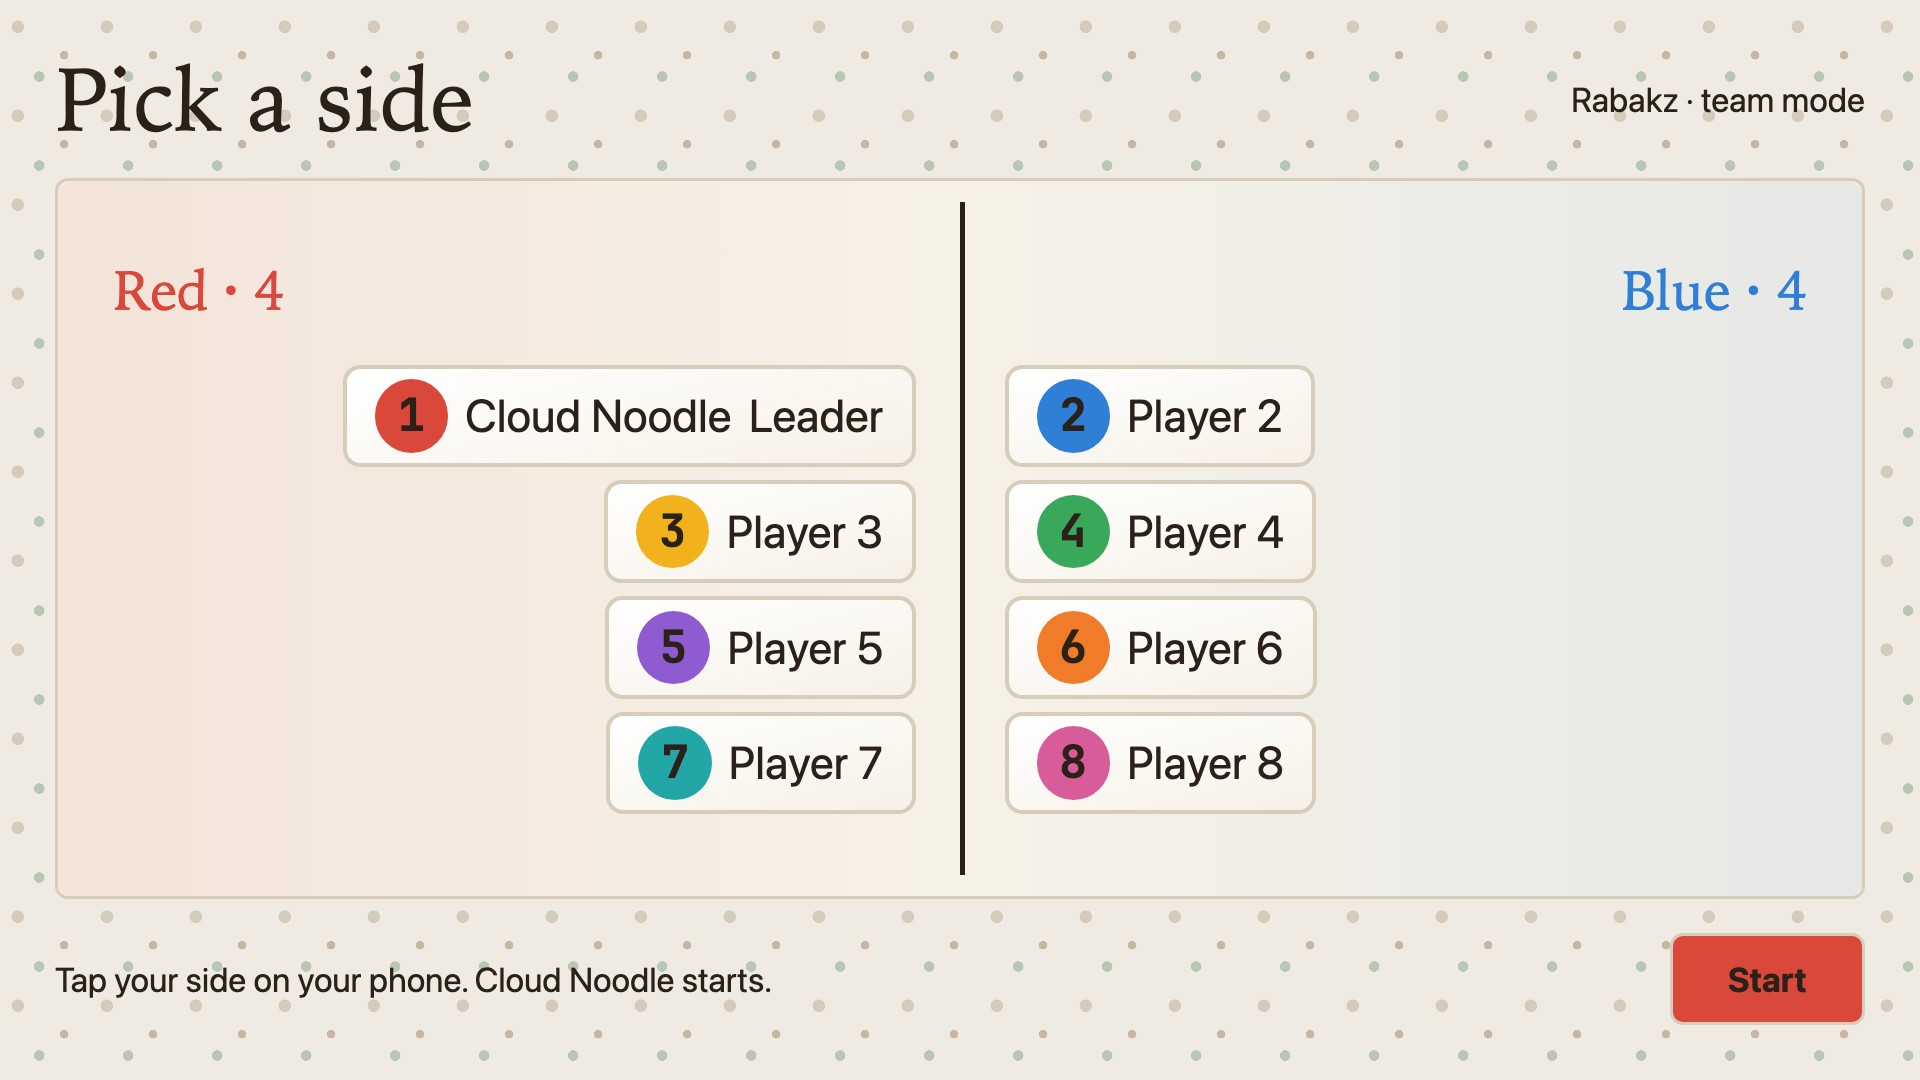 Pick a side
Rabakz · team mode
Red · 4
Blue · 4
1 Cloud Noodle Leader
2 Player 2
3 Player 3
4 Player 4
5 Player 5
6 Player 6
7 Player 7
8 Player 8
Tap your side on your phone. Cloud Noodle starts.
Start